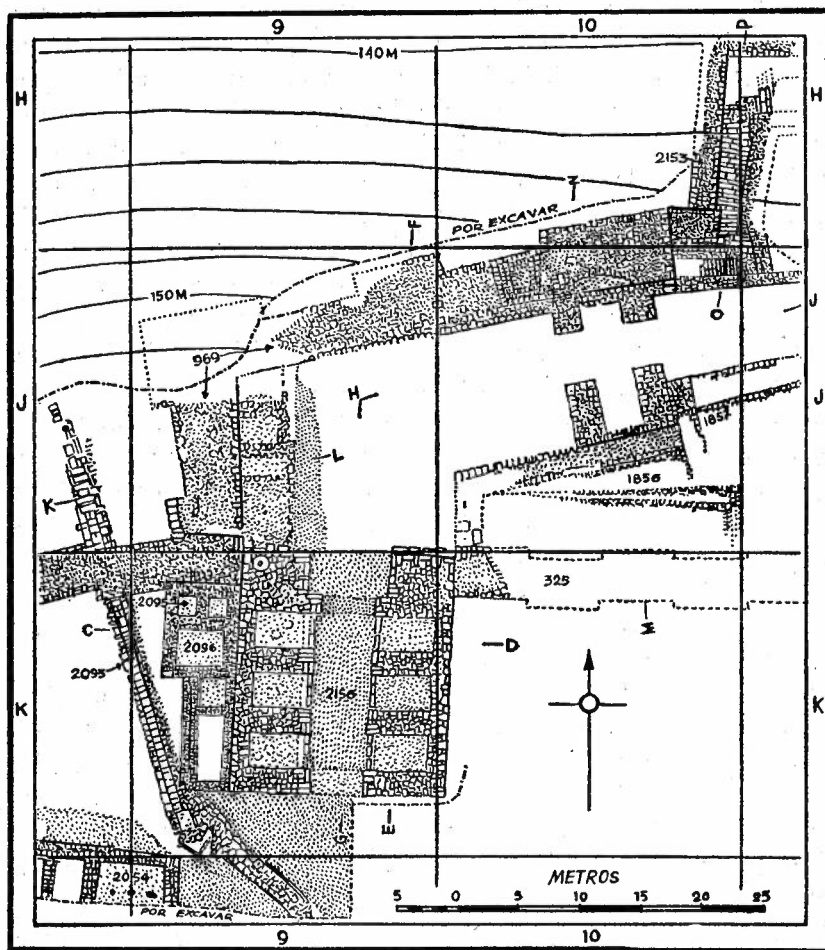 9 10 P
140M
H H
2153
N
F
POR EXCAVAR
150M
O
J
969
H
J J
1857
L
K
1856
325
2095
C M
D
2096
2095
K 2156 K
G E
2054
METROS
5 0 5 10 15 20 25
POR EXCAVAR
9 10